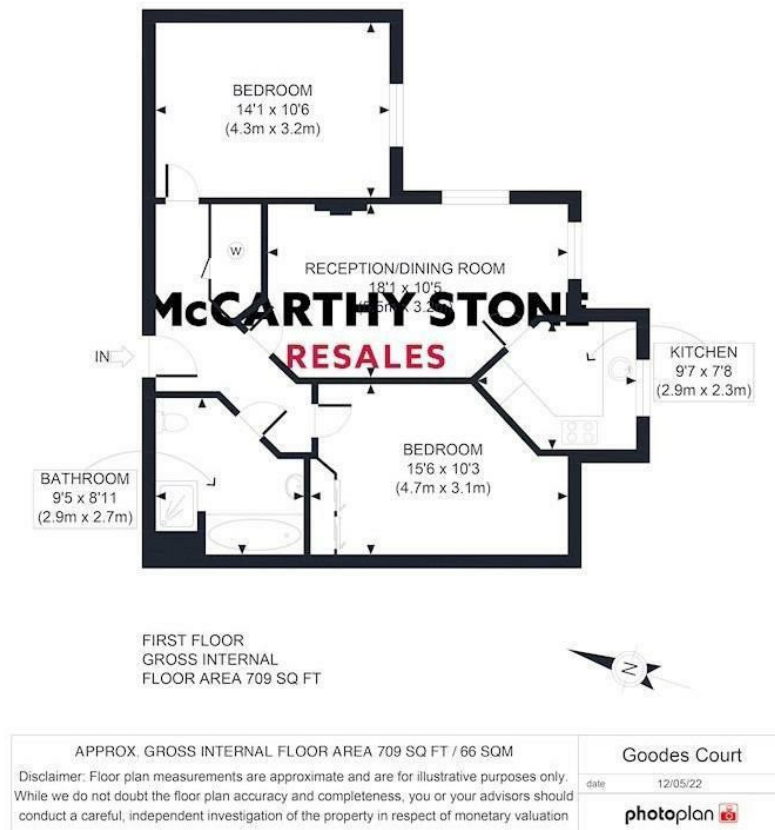 BEDROOM
14'1 x 10'6
(4.3m x 3.2m)
W
RECEPTION/DINING ROOM
18'1 x 10'5
McCARTHY STONE
RESALES
IN
KITCHEN
9'7 x 7'8
(2.9m x 2.3m)
BEDROOM
15'6 x 10'3
(4.7m x 3.1m)
BATHROOM
9'5 x 8'11
(2.9m x 2.7m)
FIRST FLOOR
GROSS INTERNAL
FLOOR AREA 709 SQ FT
N
APPROX. GROSS INTERNAL FLOOR AREA 709 SQ FT / 66 SQM
Disclaimer: Floor plan measurements are approximate and are for illustrative purposes only.
While we do not doubt the floor plan accuracy and completeness, you or your advisors should
conduct a careful, independent investigation of the property in respect of monetary valuation
Goodes Court
date 12/05/22
photoplan